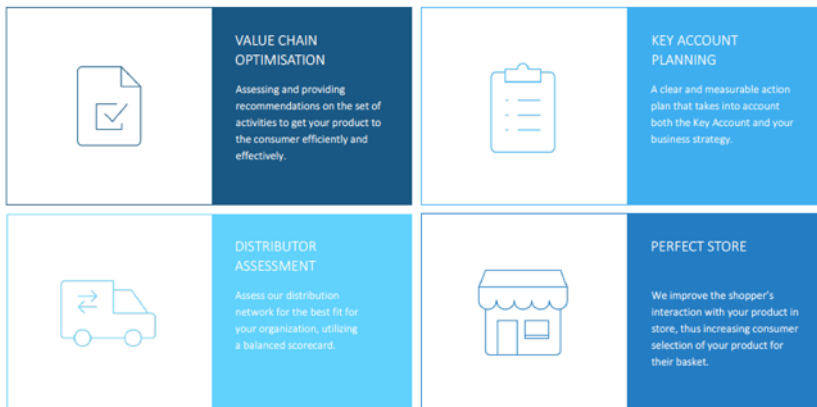 VALUE CHAIN
OPTIMISATION
Assessing and providing
recommendations on the set of
activities to get your product to
the consumer efficiently and
effectively.
KEY ACCOUNT
PLANNING
A clear and measurable action
plan that takes into account
both the Key Account and your
business strategy.
DISTRIBUTOR
ASSESSMENT
Assess our distribution
network for the best fit for
your organization, utilizing
a balanced scorecard.
PERFECT STORE
We improve the shopper's
interaction with your product in
store, thus increasing consumer
selection of your product for
their basket.